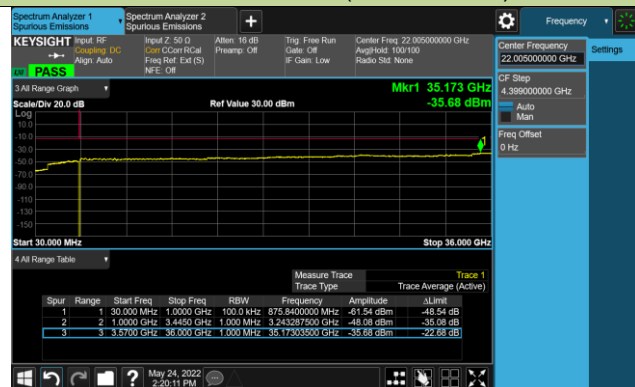 Spectrum Analyzer 1
Spurious Emissions
Spectrum Analyzer 2
Spurious Emissions
Frequency
KEYSIGHT
Input: RF
Coupling: DC
Align: Auto
Input Z: 50 Ω
Corr CCorr RCal
Freq Ref: Ext (S)
NFE: Off
Atten: 16 dB
Preamp: Off
Trig: Free Run
Gate: Off
IF Gain: Low
Center Freq: 22.005000000 GHz
Avg|Hold: 100/100
Radio Std: None
PASS
Center Frequency
22.005000000 GHz
Settings
CF Step
4.399000000 GHz
Auto
Man
Freq Offset
0 Hz
3 All Range Graph
Mkr1 35.173 GHz
Scale/Div 20.0 dB
Ref Value 30.00 dBm
-35.68 dBm
Log
10.0
-10.0
-30.0
-50.0
-70.0
-90.0
-110
-130
-150
1
Start 30.000 MHz
Stop 36.000 GHz
4 All Range Table
Measure Trace Trace 1
Trace Type Trace Average (Active)
Spur Range Start Freq Stop Freq RBW Frequency Amplitude ΔLimit
1 1 30.000 MHz 1.0000 GHz 100.0 kHz 875.8400000 MHz -61.54 dBm -48.54 dB
2 2 1.0000 GHz 3.4450 GHz 1.000 MHz 3.243287500 GHz -48.08 dBm -35.08 dB
3 3 3.5700 GHz 36.000 GHz 1.000 MHz 35.17303500 GHz -35.68 dBm -22.68 dB
May 24, 2022
2:20:11 PM